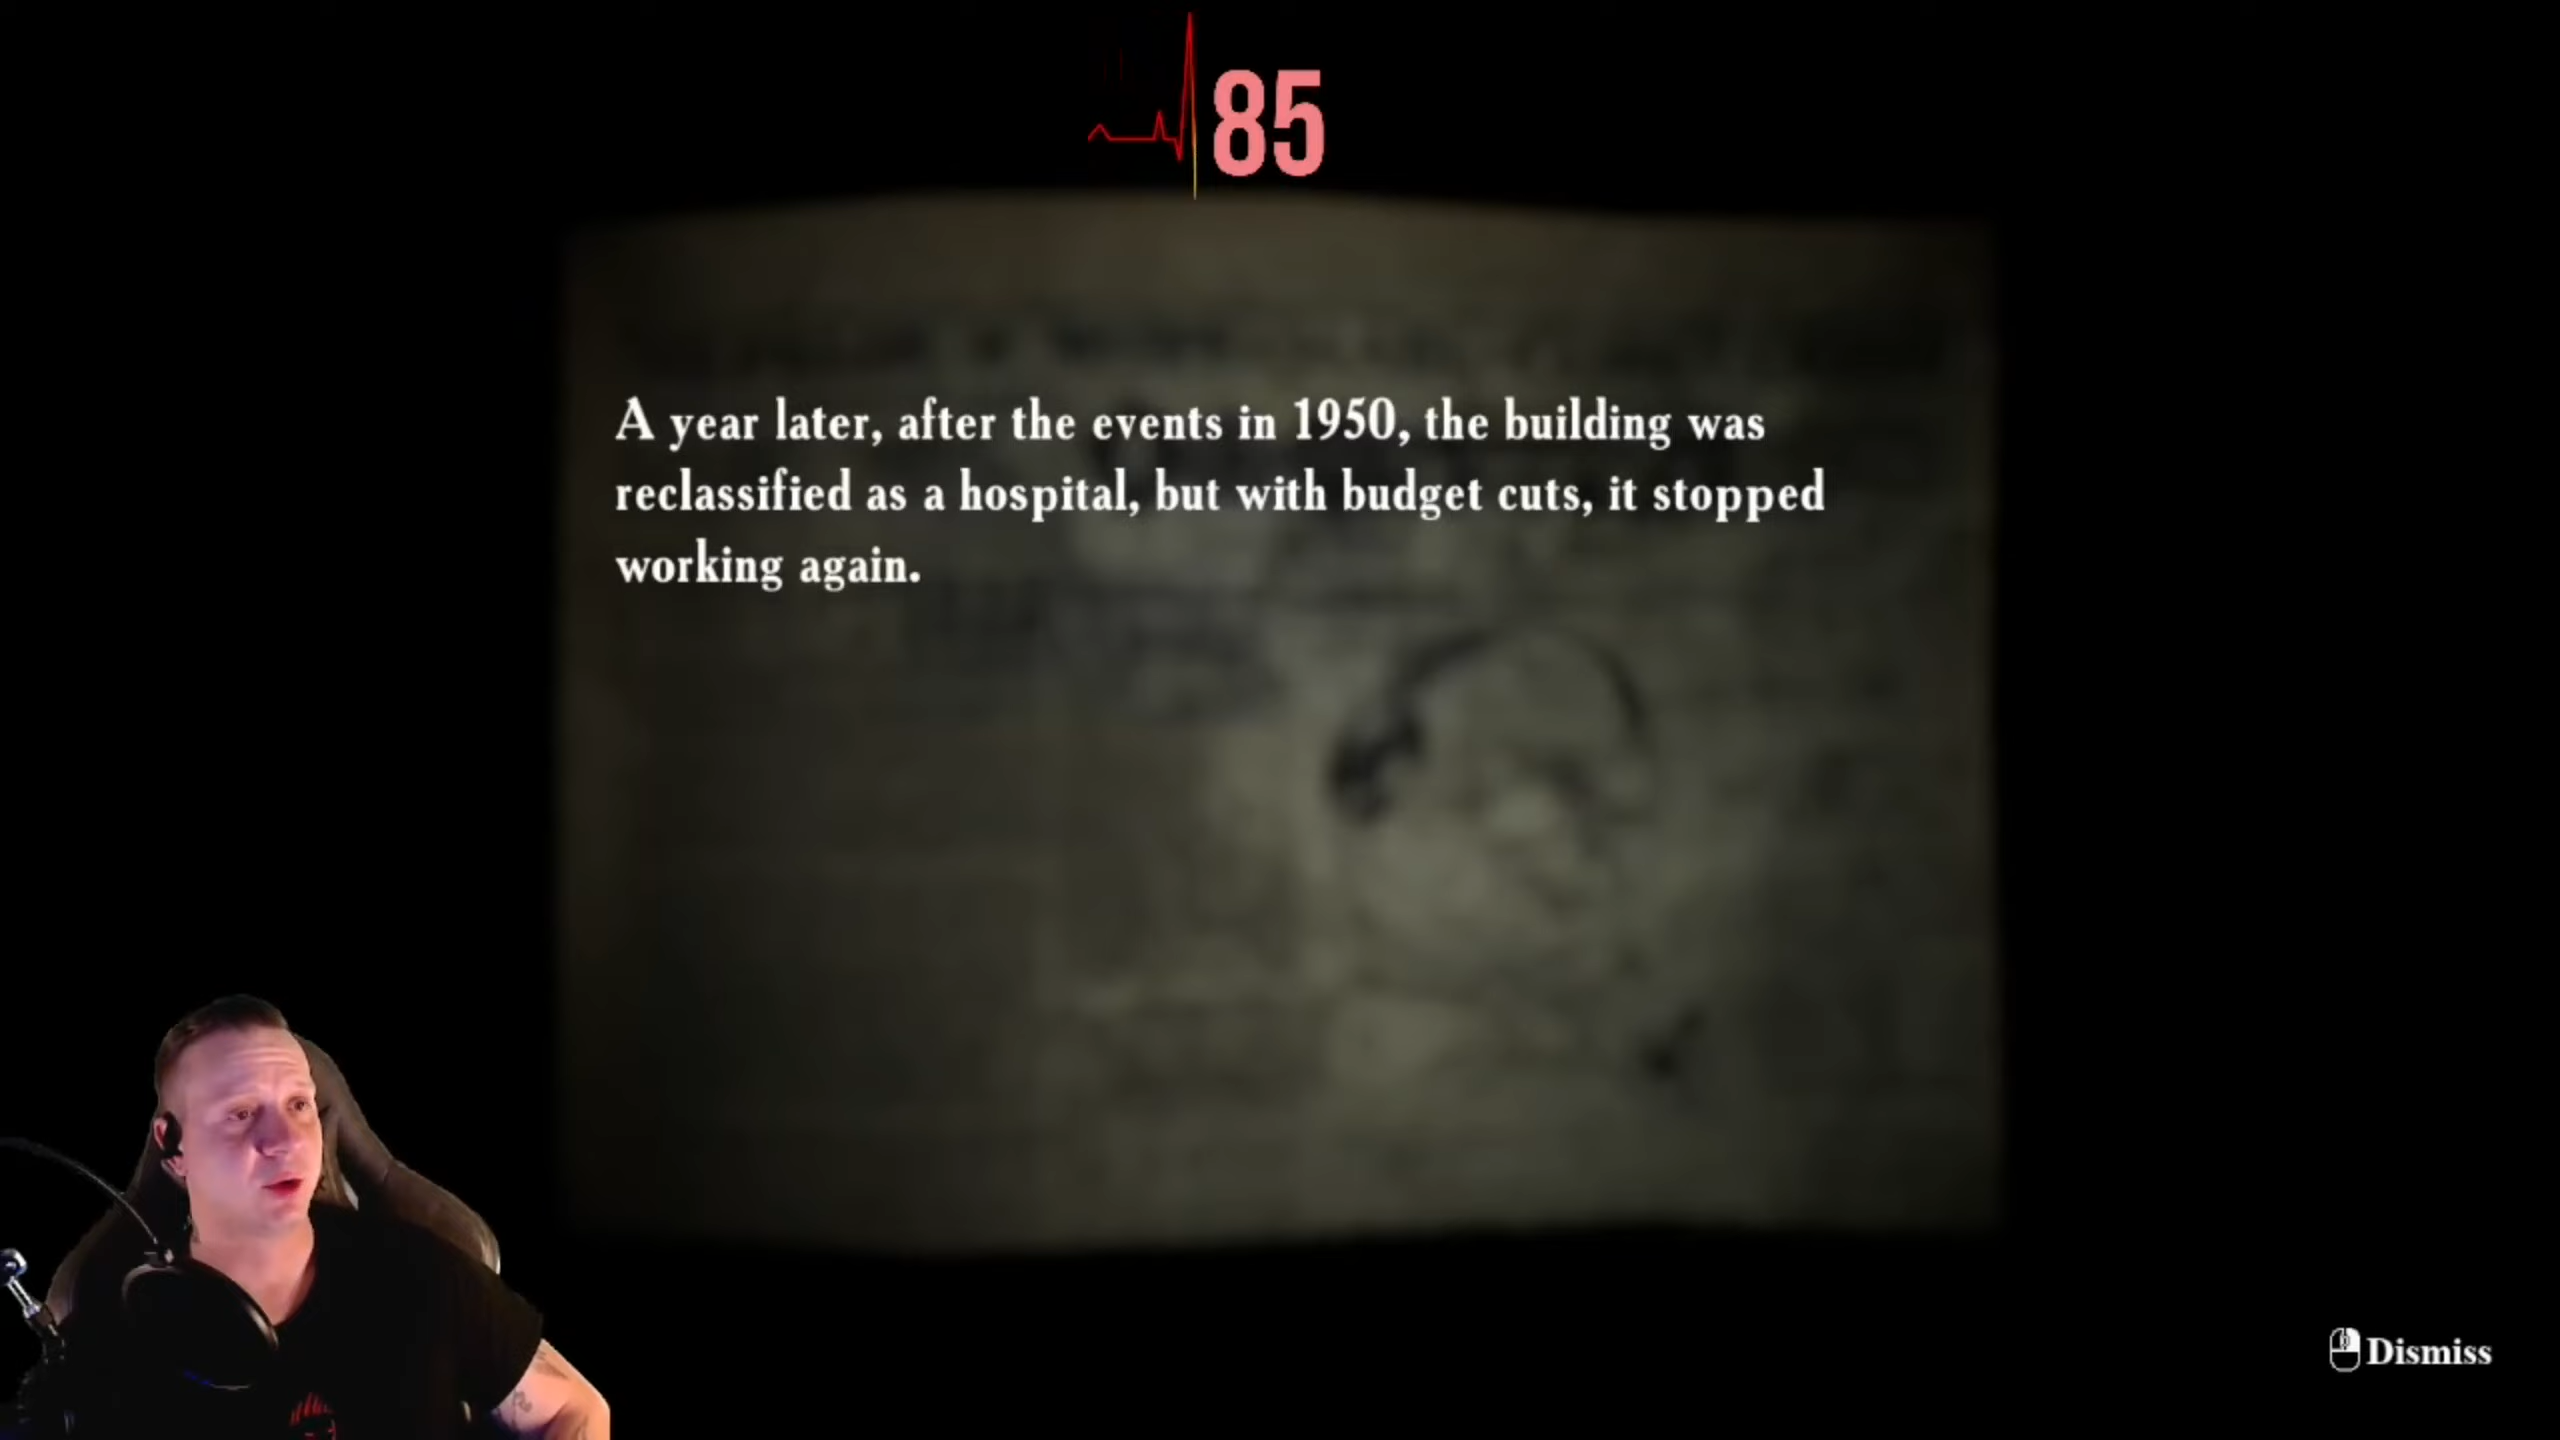 85
A year later, after the events in 1950, the building was
reclassified as a hospital, but with budget cuts, it stopped
working again.
Dismiss